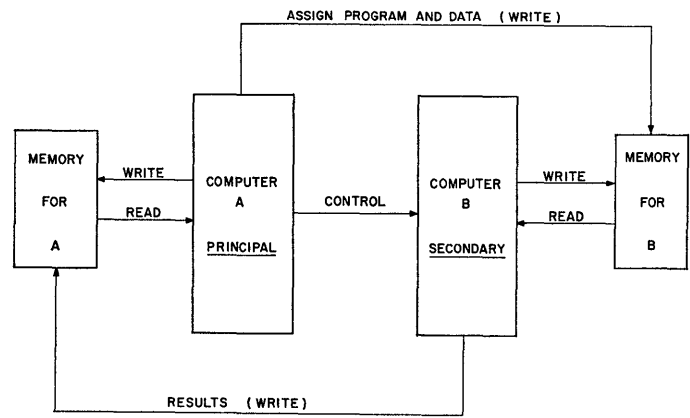 ASSIGN PROGRAM AND DATA (WRITE)
MEMORY
FOR
A
WRITE
READ
COMPUTER
A
PRINCIPAL
CONTROL
COMPUTER
B
SECONDARY
WRITE
READ
MEMORY
FOR
B
RESULTS (WRITE)